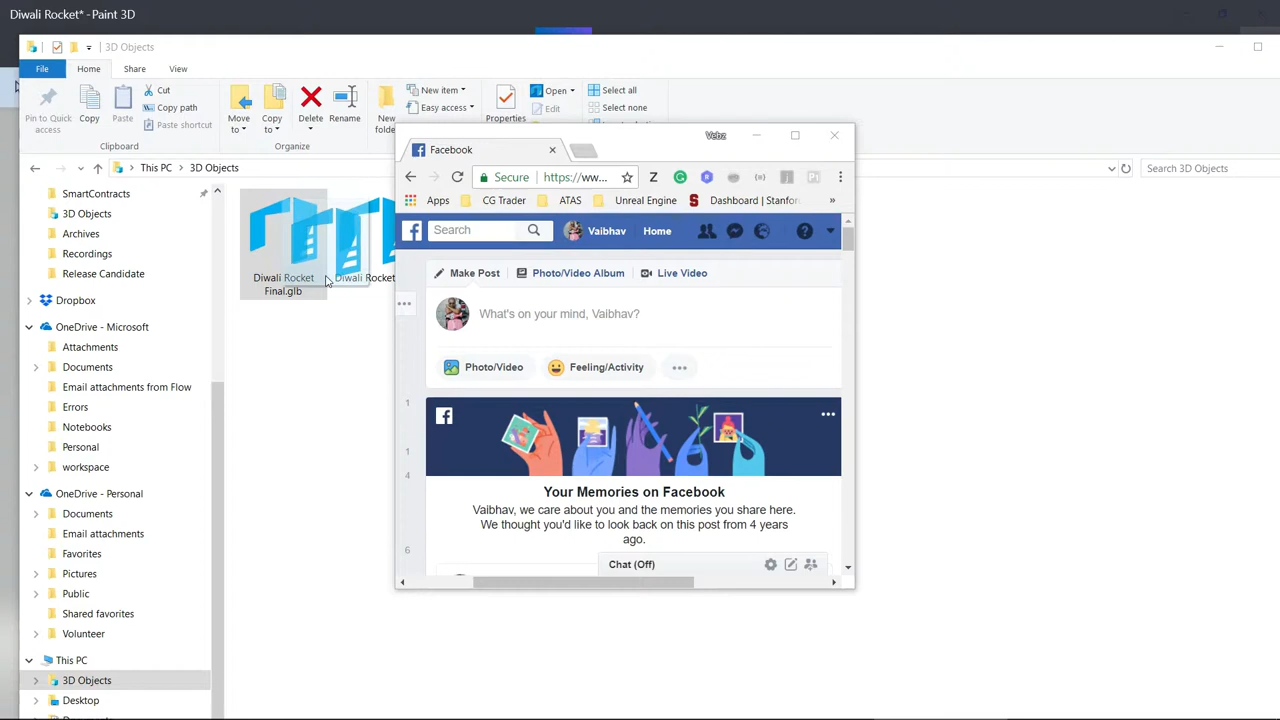 Diwali Rocket* - Paint 3D
3D Objects
File Home Share View
Pin to Quick access
Copy
Paste
Cut
Copy path
Paste shortcut
Clipboard
Move to
Copy to
Delete
Rename
New
Organize
New item
Easy access
Properties
Open
Edit
Select all
Select none
This PC > 3D Objects
Search 3D Objects
SmartContracts
3D Objects
Archives
Recordings
Release Candidate
Dropbox
OneDrive - Microsoft
Attachments
Documents
Email attachments from Flow
Errors
Notebooks
Personal
workspace
OneDrive - Personal
Documents
Email attachments
Favorites
Pictures
Public
Shared favorites
Volunteer
This PC
3D Objects
Desktop
Diwali Rocket
Final.glb
Diwali Rocket
Vebz
Facebook
Secure https://ww...
Apps CG Trader ATAS Unreal Engine Dashboard | Stanfor
Search Vaibhav Home
Make Post Photo/Video Album Live Video
What's on your mind, Vaibhav?
Photo/Video Feeling/Activity
1
1
4
6
Your Memories on Facebook
Vaibhav, we care about you and the memories you share here.
We thought you'd like to look back on this post from 4 years
ago.
Chat (Off)